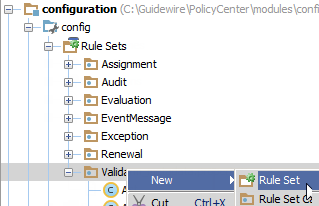 configuration (C:\Guidewire\PolicyCenter\modules\confi
config
Rule Sets
Assignment
Audit
Evaluation
EventMessage
Exception
Renewal
Valida
New
Rule Set
Cut Ctrl+X
Rule Set